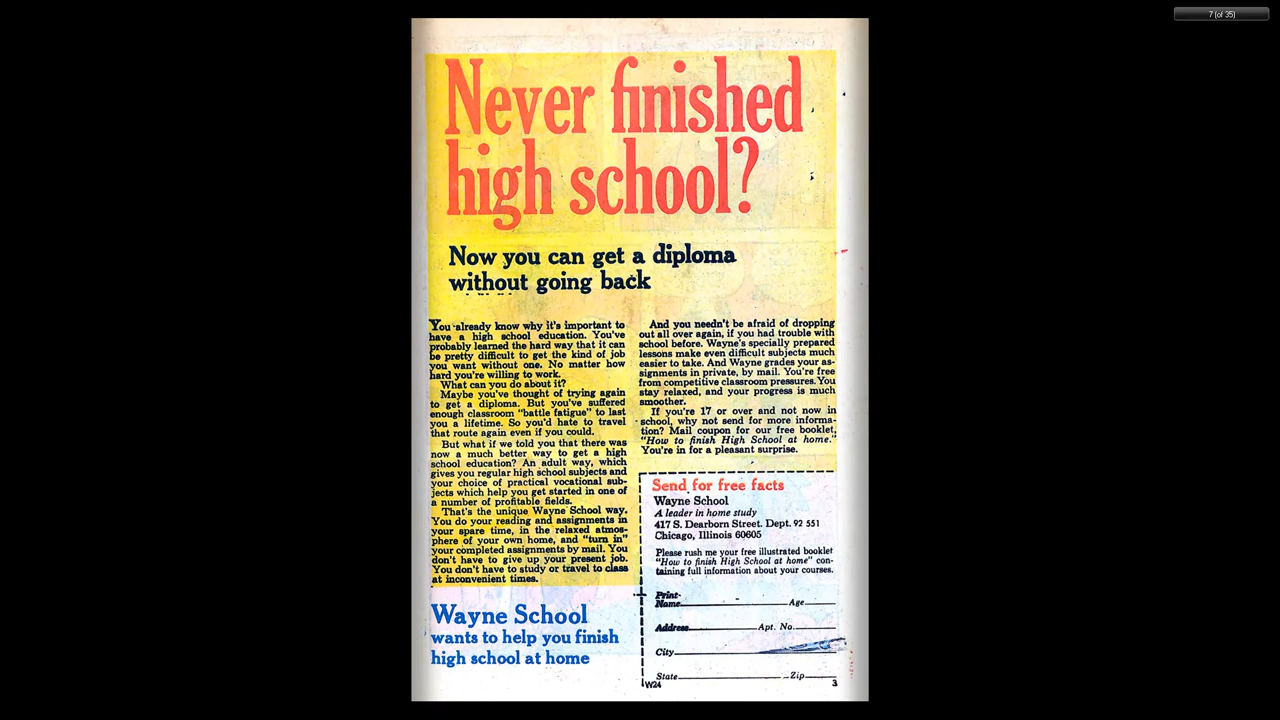 7 (of 35)
Never finished
high school?
Now you can get a diploma
without going back
You already know why it's important to
have a high school education. You've
probably learned the hard way that it can
be pretty difficult to get the kind of job
you want without one. No matter how
hard you're willing to work.
What can you do about it?
Maybe you've thought of trying again
to get a diploma. But you've suffered
enough classroom "battle fatigue" to last
you a lifetime. So you'd hate to travel
that route again even if you could.
But what if we told you that there was
now a much better way to get a high
school education? An adult way, which
gives you regular high school subjects and
your choice of practical vocational sub-
jects which help you get started in one of
a number of profitable fields.
That's the unique Wayne School way.
You do your reading and assignments in
your spare time, in the relaxed atmos-
phere of your own home, and "turn in"
your completed assignments by mail. You
don't have to give up your present job.
You don't have to study or travel to class
at inconvenient times.
Wayne School
wants to help you finish
high school at home
And you needn't be afraid of dropping
out all over again, if you had trouble with
school before. Wayne's specially prepared
lessons make even difficult subjects much
easier to take. And Wayne grades your as-
signments in private, by mail. You're free
from competitive classroom pressures. You
stay relaxed, and your progress is much
smoother.
If you're 17 or over and not now in
school, why not send for more informa-
tion? Mail coupon for our free booklet,
"How to finish High School at home."
You're in for a pleasant surprise.
Send for free facts
Wayne School
A leader in home study
417 S. Dearborn Street. Dept. 92 551
Chicago, Illinois 60605
Please rush me your free illustrated booklet
"How to finish High School at home" con-
taining full information about your courses.
Print
Name Age
Address Apt. No.
City
State Zip
W24 3